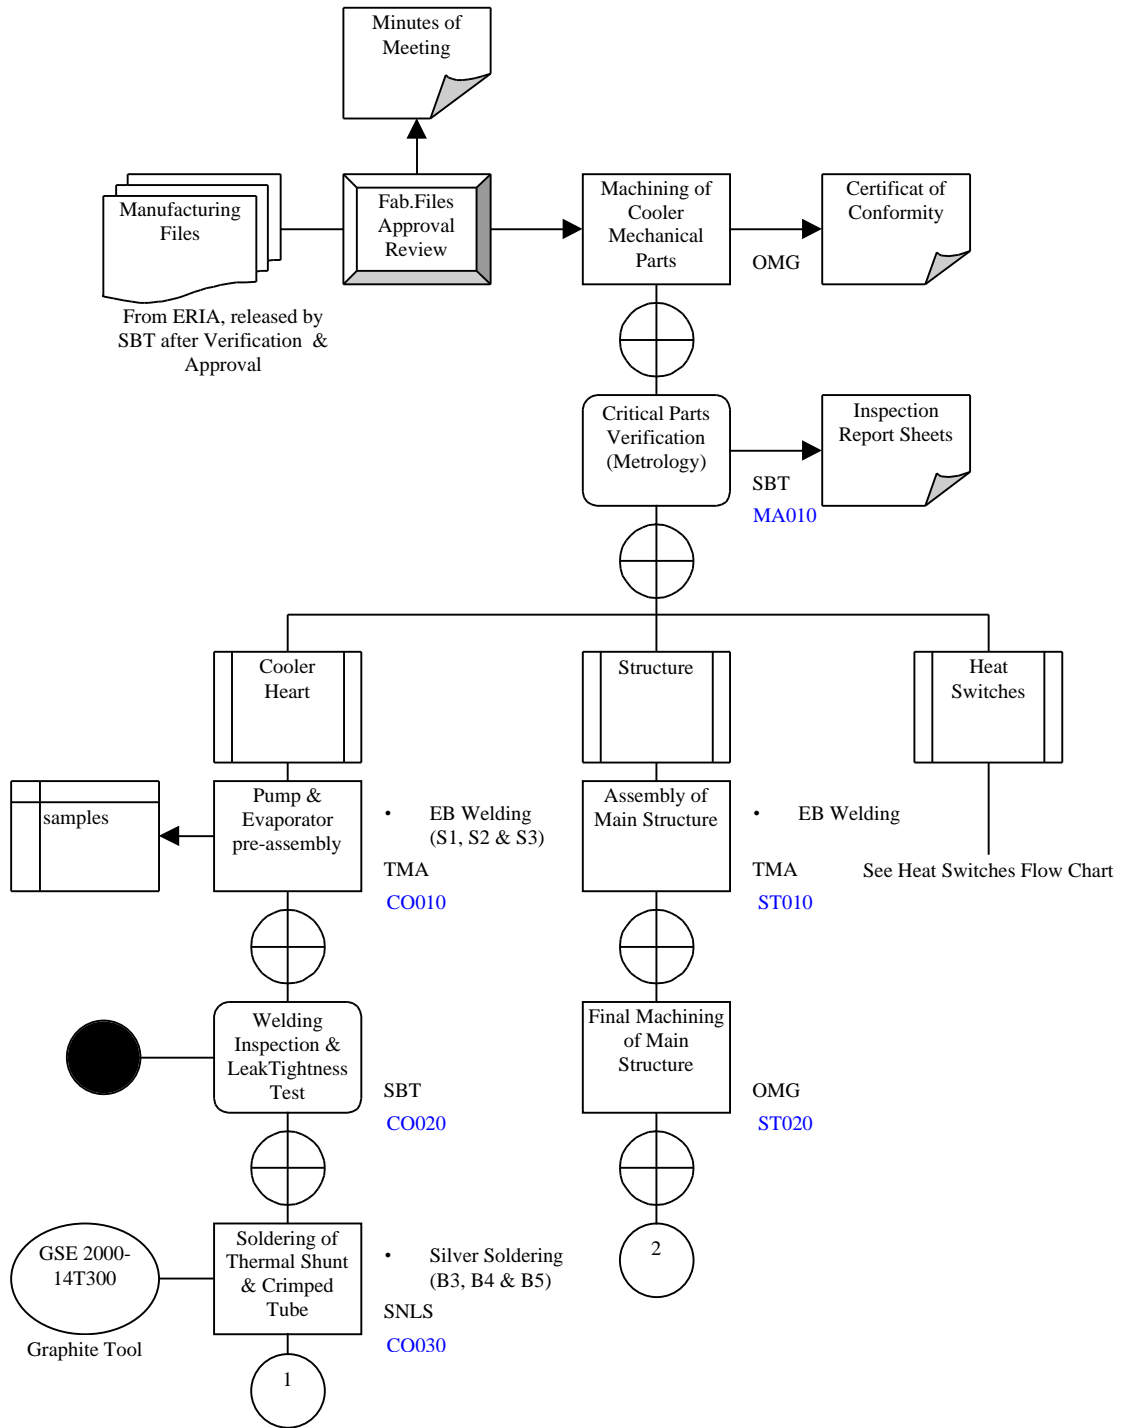 Minutes of
Meeting
Manufacturing
Files
Fab.Files
Approval
Review
Machining of
Cooler
Mechanical
Parts
OMG
Certificat of
Conformity
From ERIA, released by
SBT after Verification &
Approval
Critical Parts
Verification
(Metrology)
SBT
MA010
Inspection
Report Sheets
Cooler
Heart
Structure
Heat
Switches
samples
Pump &
Evaporator
pre-assembly
• EB Welding
(S1, S2 & S3)
TMA
CO010
Assembly of
Main Structure
• EB Welding
TMA
ST010
See Heat Switches Flow Chart
Welding
Inspection &
LeakTightness
Test
SBT
CO020
Final Machining
of Main
Structure
OMG
ST020
GSE 2000-
14T300
Graphite Tool
Soldering of
Thermal Shunt
& Crimped
Tube
• Silver Soldering
(B3, B4 & B5)
SNLS
CO030
2
1